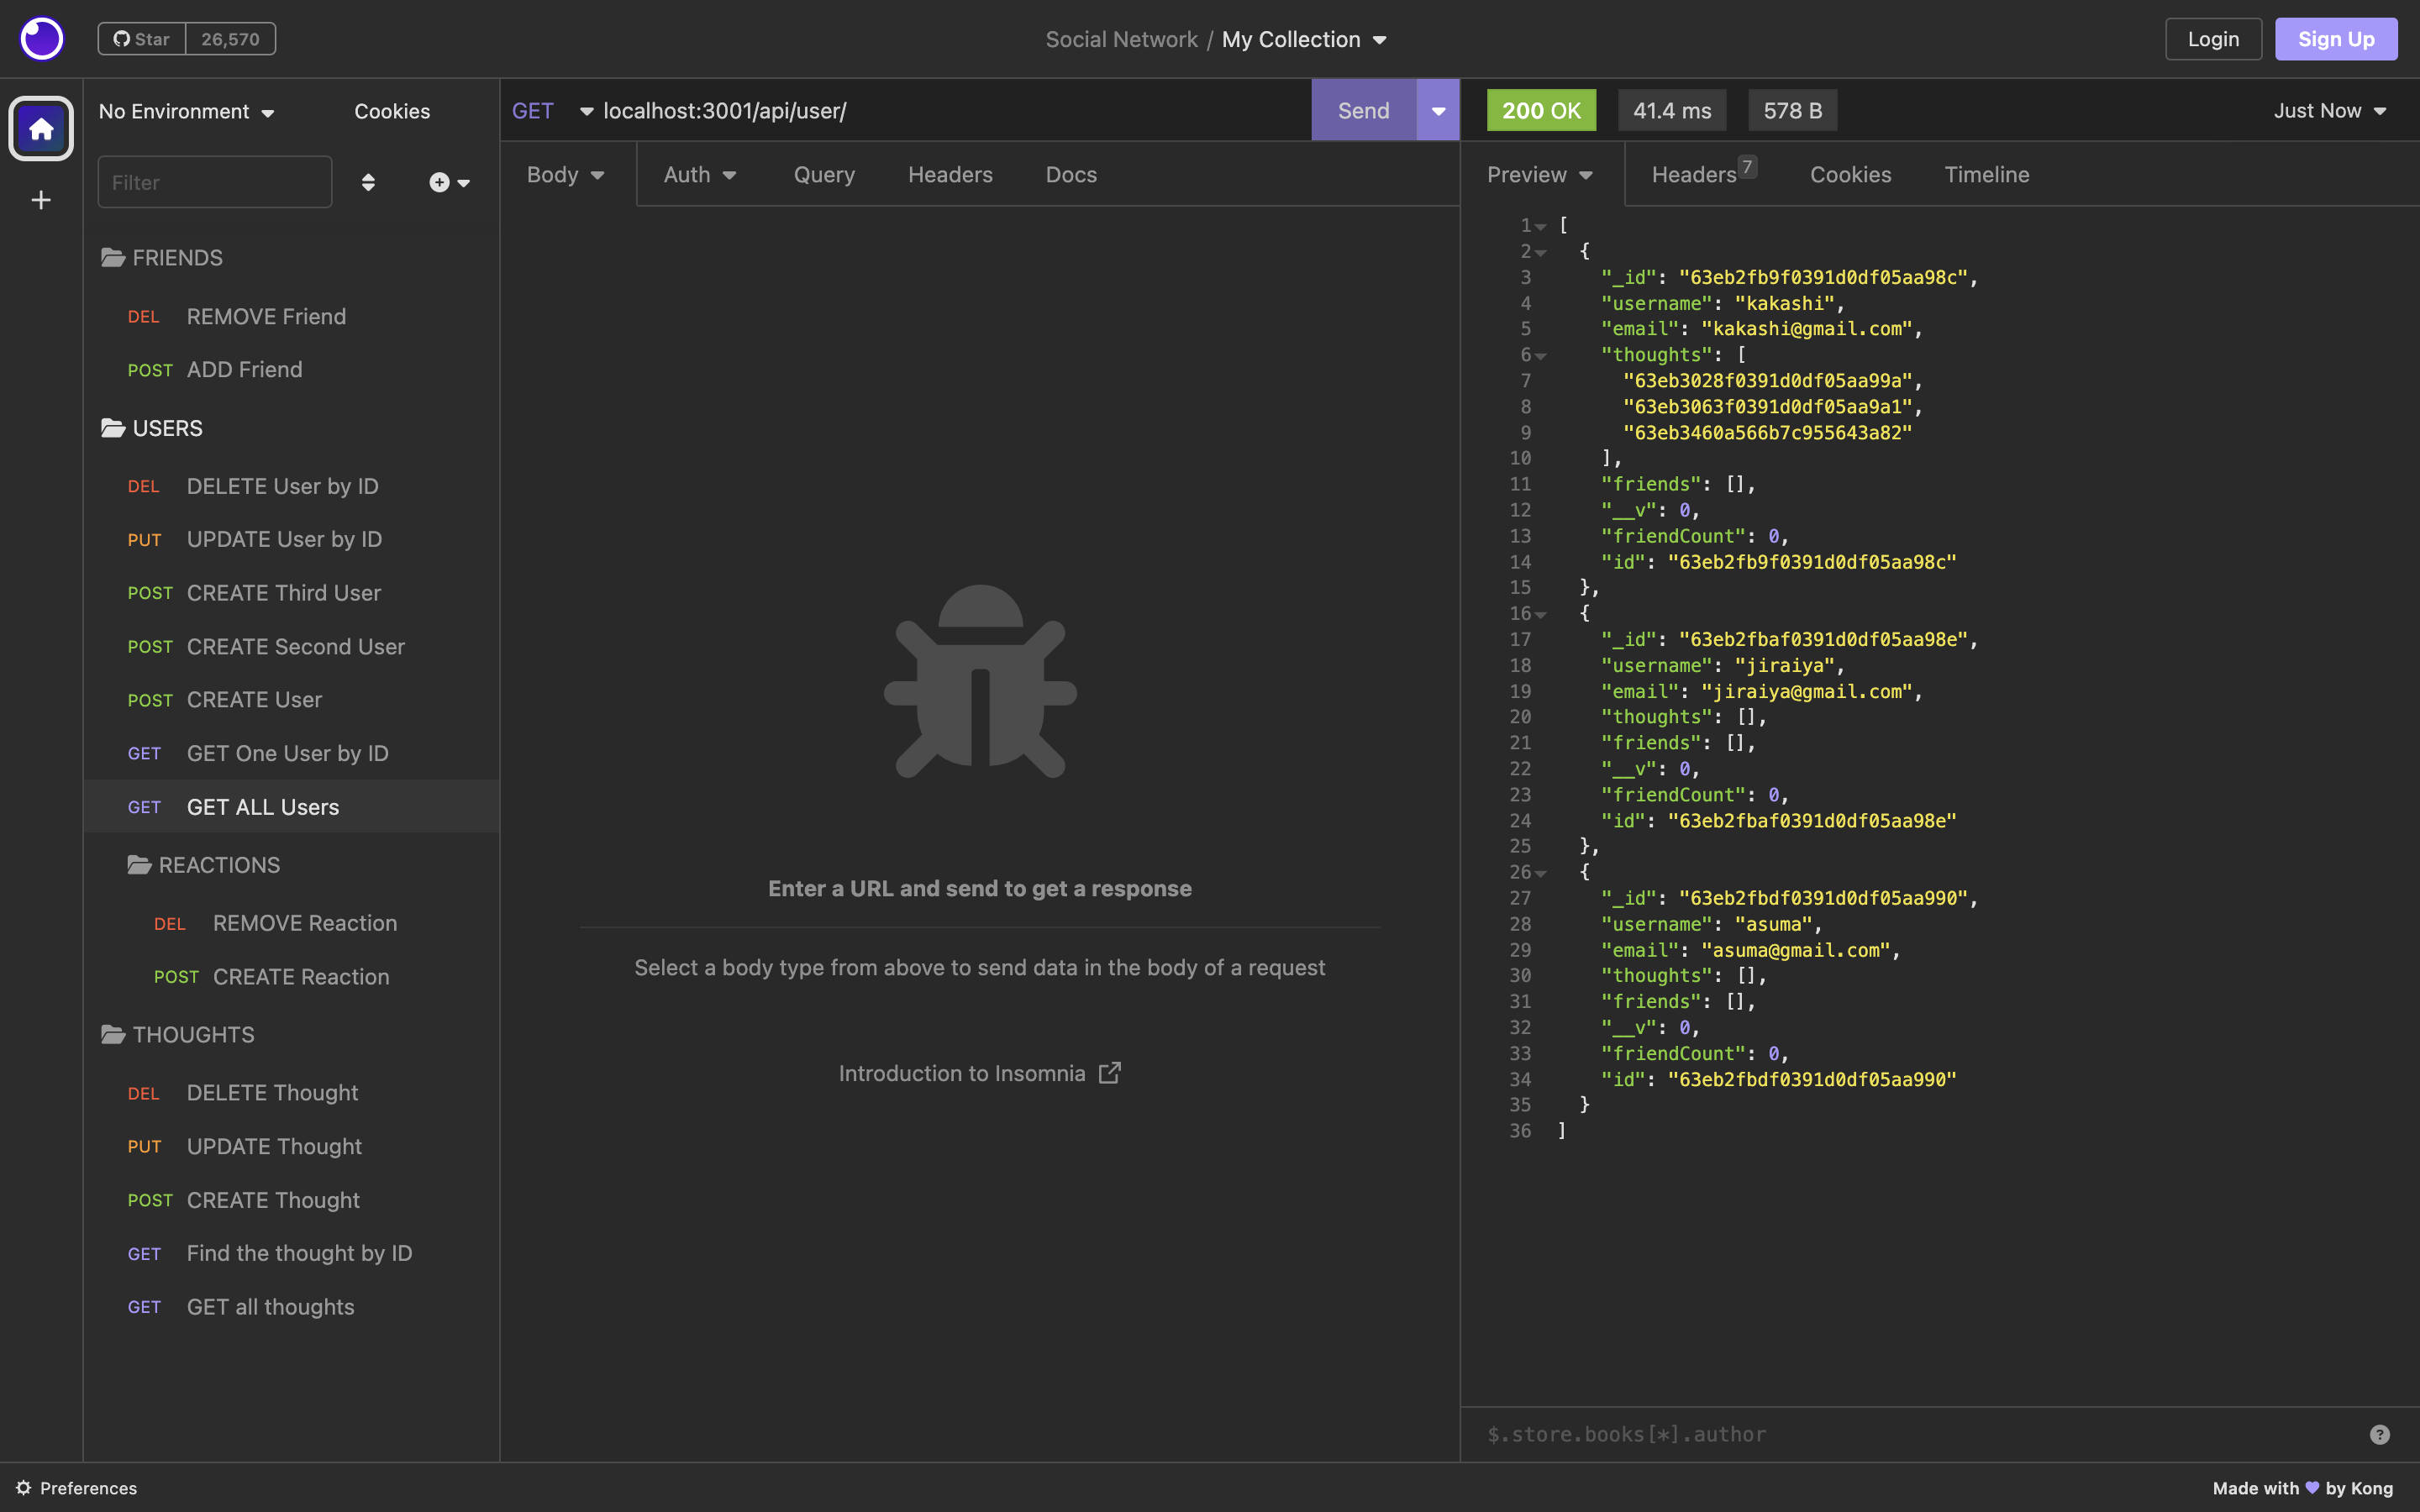 Star 26,570
Social Network / My Collection
Login
Sign Up
No Environment
Cookies
Filter
FRIENDS
DEL REMOVE Friend
POST ADD Friend
USERS
DEL DELETE User by ID
PUT UPDATE User by ID
POST CREATE Third User
POST CREATE Second User
POST CREATE User
GET GET One User by ID
GET GET ALL Users
REACTIONS
DEL REMOVE Reaction
POST CREATE Reaction
THOUGHTS
DEL DELETE Thought
PUT UPDATE Thought
POST CREATE Thought
GET Find the thought by ID
GET GET all thoughts
GET localhost:3001/api/user/
Send
Body Auth Query Headers Docs
Enter a URL and send to get a response
Select a body type from above to send data in the body of a request
Introduction to Insomnia
200 OK 41.4 ms 578 B
Just Now
Preview Headers 7 Cookies Timeline
1 [
2 {
3 "_id": "63eb2fb9f0391d0df05aa98c",
4 "username": "kakashi",
5 "email": "kakashi@gmail.com",
6 "thoughts": [
7 "63eb3028f0391d0df05aa99a",
8 "63eb3063f0391d0df05aa9a1",
9 "63eb3460a566b7c955643a82"
10 ],
11 "friends": [],
12 "__v": 0,
13 "friendCount": 0,
14 "id": "63eb2fb9f0391d0df05aa98c"
15 },
16 {
17 "_id": "63eb2fbaf0391d0df05aa98e",
18 "username": "jiraiya",
19 "email": "jiraiya@gmail.com",
20 "thoughts": [],
21 "friends": [],
22 "__v": 0,
23 "friendCount": 0,
24 "id": "63eb2fbaf0391d0df05aa98e"
25 },
26 {
27 "_id": "63eb2fbdf0391d0df05aa990",
28 "username": "asuma",
29 "email": "asuma@gmail.com",
30 "thoughts": [],
31 "friends": [],
32 "__v": 0,
33 "friendCount": 0,
34 "id": "63eb2fbdf0391d0df05aa990"
35 }
36 ]
$.store.books[*].author
Preferences
Made with 💜 by Kong